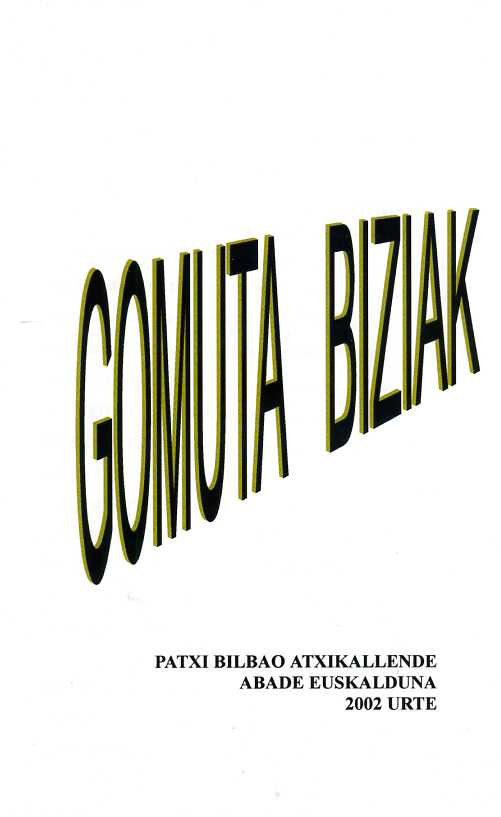 GOMUTA BIZIAK
PATXI BILBAO ATXIKALLENDE
ABADE EUSKALDUNA
2002 URTE